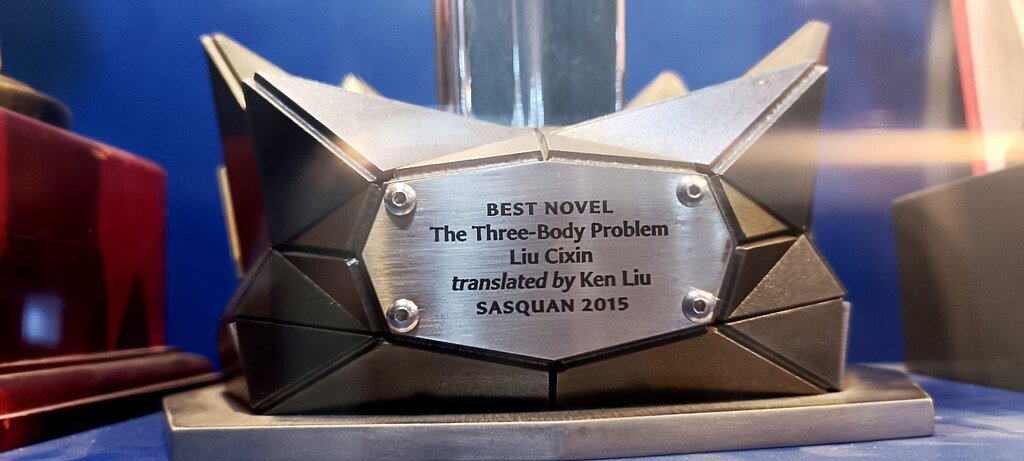 BEST NOVEL
The Three-Body Problem
Liu Cixin
translated by Ken Liu
SASQUAN 2015